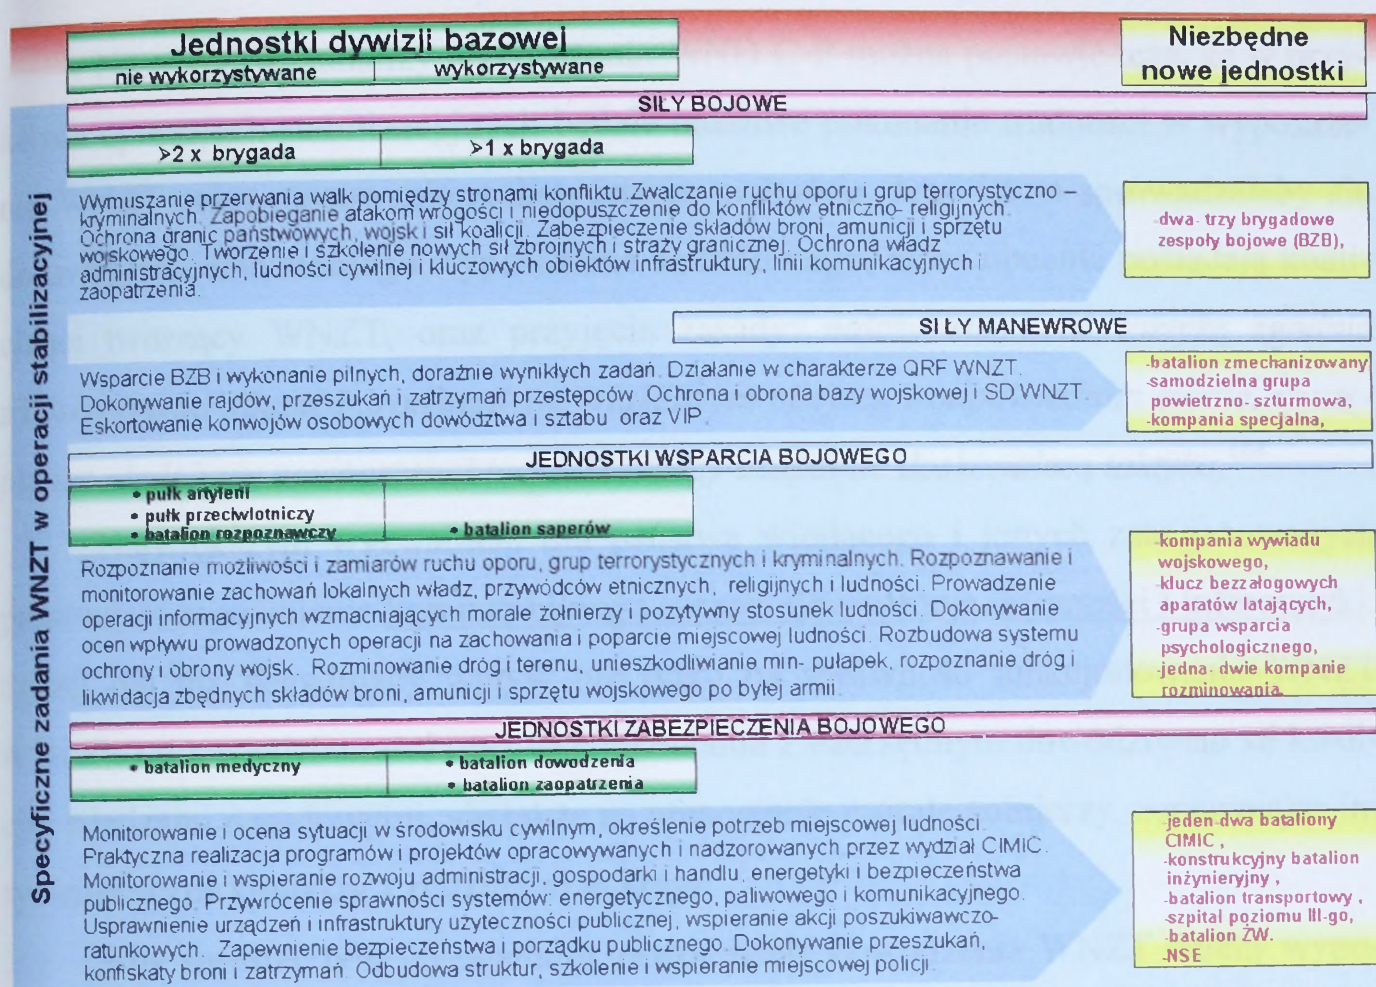 Jednostki dywizji bazowej
nie wykorzystywane
wykorzystywane
Niezbędne
nowe jednostki
Specyficzne zadania WNZT w operacji stabilizacyjnej
SIŁY BOJOWE
>2 x brygada
>1 x brygada
Wymuszanie przerwania walk pomiędzy stronami konfliktu. Zwalczanie ruchu oporu i grup terrorystyczno –
kryminalnych. Zapobieganie atakom wrogości i niedopuszczenie do konfliktów etniczno- religijnych.
Ochrona granic państwowych, wojsk i sił koalicji. Zabezpieczenie składów broni, amunicji i sprzętu
wojskowego. Tworzenie i szkolenie nowych sił zbrojnych i straży granicznej. Ochrona władz
administracyjnych, ludności cywilnej i kluczowych obiektów infrastruktury, linii komunikacyjnych i
zaopatrzenia.
-dwa- trzy brygadowe
zespoły bojowe (BZB),
SIŁY MANEWROWE
Wsparcie BZB i wykonanie pilnych, doraźnie wynikłych zadań. Działanie w charakterze QRF WNZT.
Dokonywanie rajdów, przeszukań i zatrzymań przestępców. Ochrona i obrona bazy wojskowej i SD WNZT.
Eskortowanie konwojów osobowych dowództwa i sztabu oraz VIP.
-batalion zmechanizowany
-samodzielna grupa
powietrzno- szturmowa,
-kompania specjalna,
JEDNOSTKI WSPARCIA BOJOWEGO
• pułk artylerii
• pułk przeciwlotniczy
• batalion rozpoznawczy
• batalion saperów
Rozpoznanie możliwości i zamiarów ruchu oporu, grup terrorystycznych i kryminalnych. Rozpoznawanie i
monitorowanie zachowań lokalnych władz, przywódców etnicznych, religijnych i ludności. Prowadzenie
operacji informacyjnych wzmacniających morale żołnierzy i pozytywny stosunek ludności. Dokonywanie
ocen wpływu prowadzonych operacji na zachowania i poparcie miejscowej ludności. Rozbudowa systemu
ochrony i obrony wojsk. Rozminowanie dróg i terenu, unieszkodliwianie min- pułapek, rozpoznanie dróg i
likwidacja zbędnych składów broni, amunicji i sprzętu wojskowego po byłej armii.
-kompania wywiadu
wojskowego,
-klucz bezzałogowych
aparatów latających,
-grupa wsparcia
psychologicznego,
-jedna- dwie kompanie
rozminowania.
JEDNOSTKI ZABEZPIECZENIA BOJOWEGO
• batalion medyczny
• batalion dowodzenia
• batalion zaopatrzenia
Monitorowanie i ocena sytuacji w środowisku cywilnym, określenie potrzeb miejscowej ludności.
Praktyczna realizacja programów i projektów opracowywanych i nadzorowanych przez wydział CIMIC.
Monitorowanie i wspieranie rozwoju administracji, gospodarki i handlu, energetyki i bezpieczeństwa
publicznego. Przywrócenie sprawności systemów: energetycznego, paliwowego i komunikacyjnego.
Usprawnienie urządzeń i infrastruktury użyteczności publicznej, wspieranie akcji poszukiwawczo-
ratunkowych. Zapewnienie bezpieczeństwa i porządku publicznego. Dokonywanie przeszukań,
konfiskaty broni i zatrzymań. Odbudowa struktur, szkolenie i wspieranie miejscowej policji.
-jeden-dwa bataliony
CIMIC ,
-konstrukcyjny batalion
inżynieryjny ,
-batalion transportowy ,
-szpital poziomu III-go,
-batalion ŻW.
-NSE